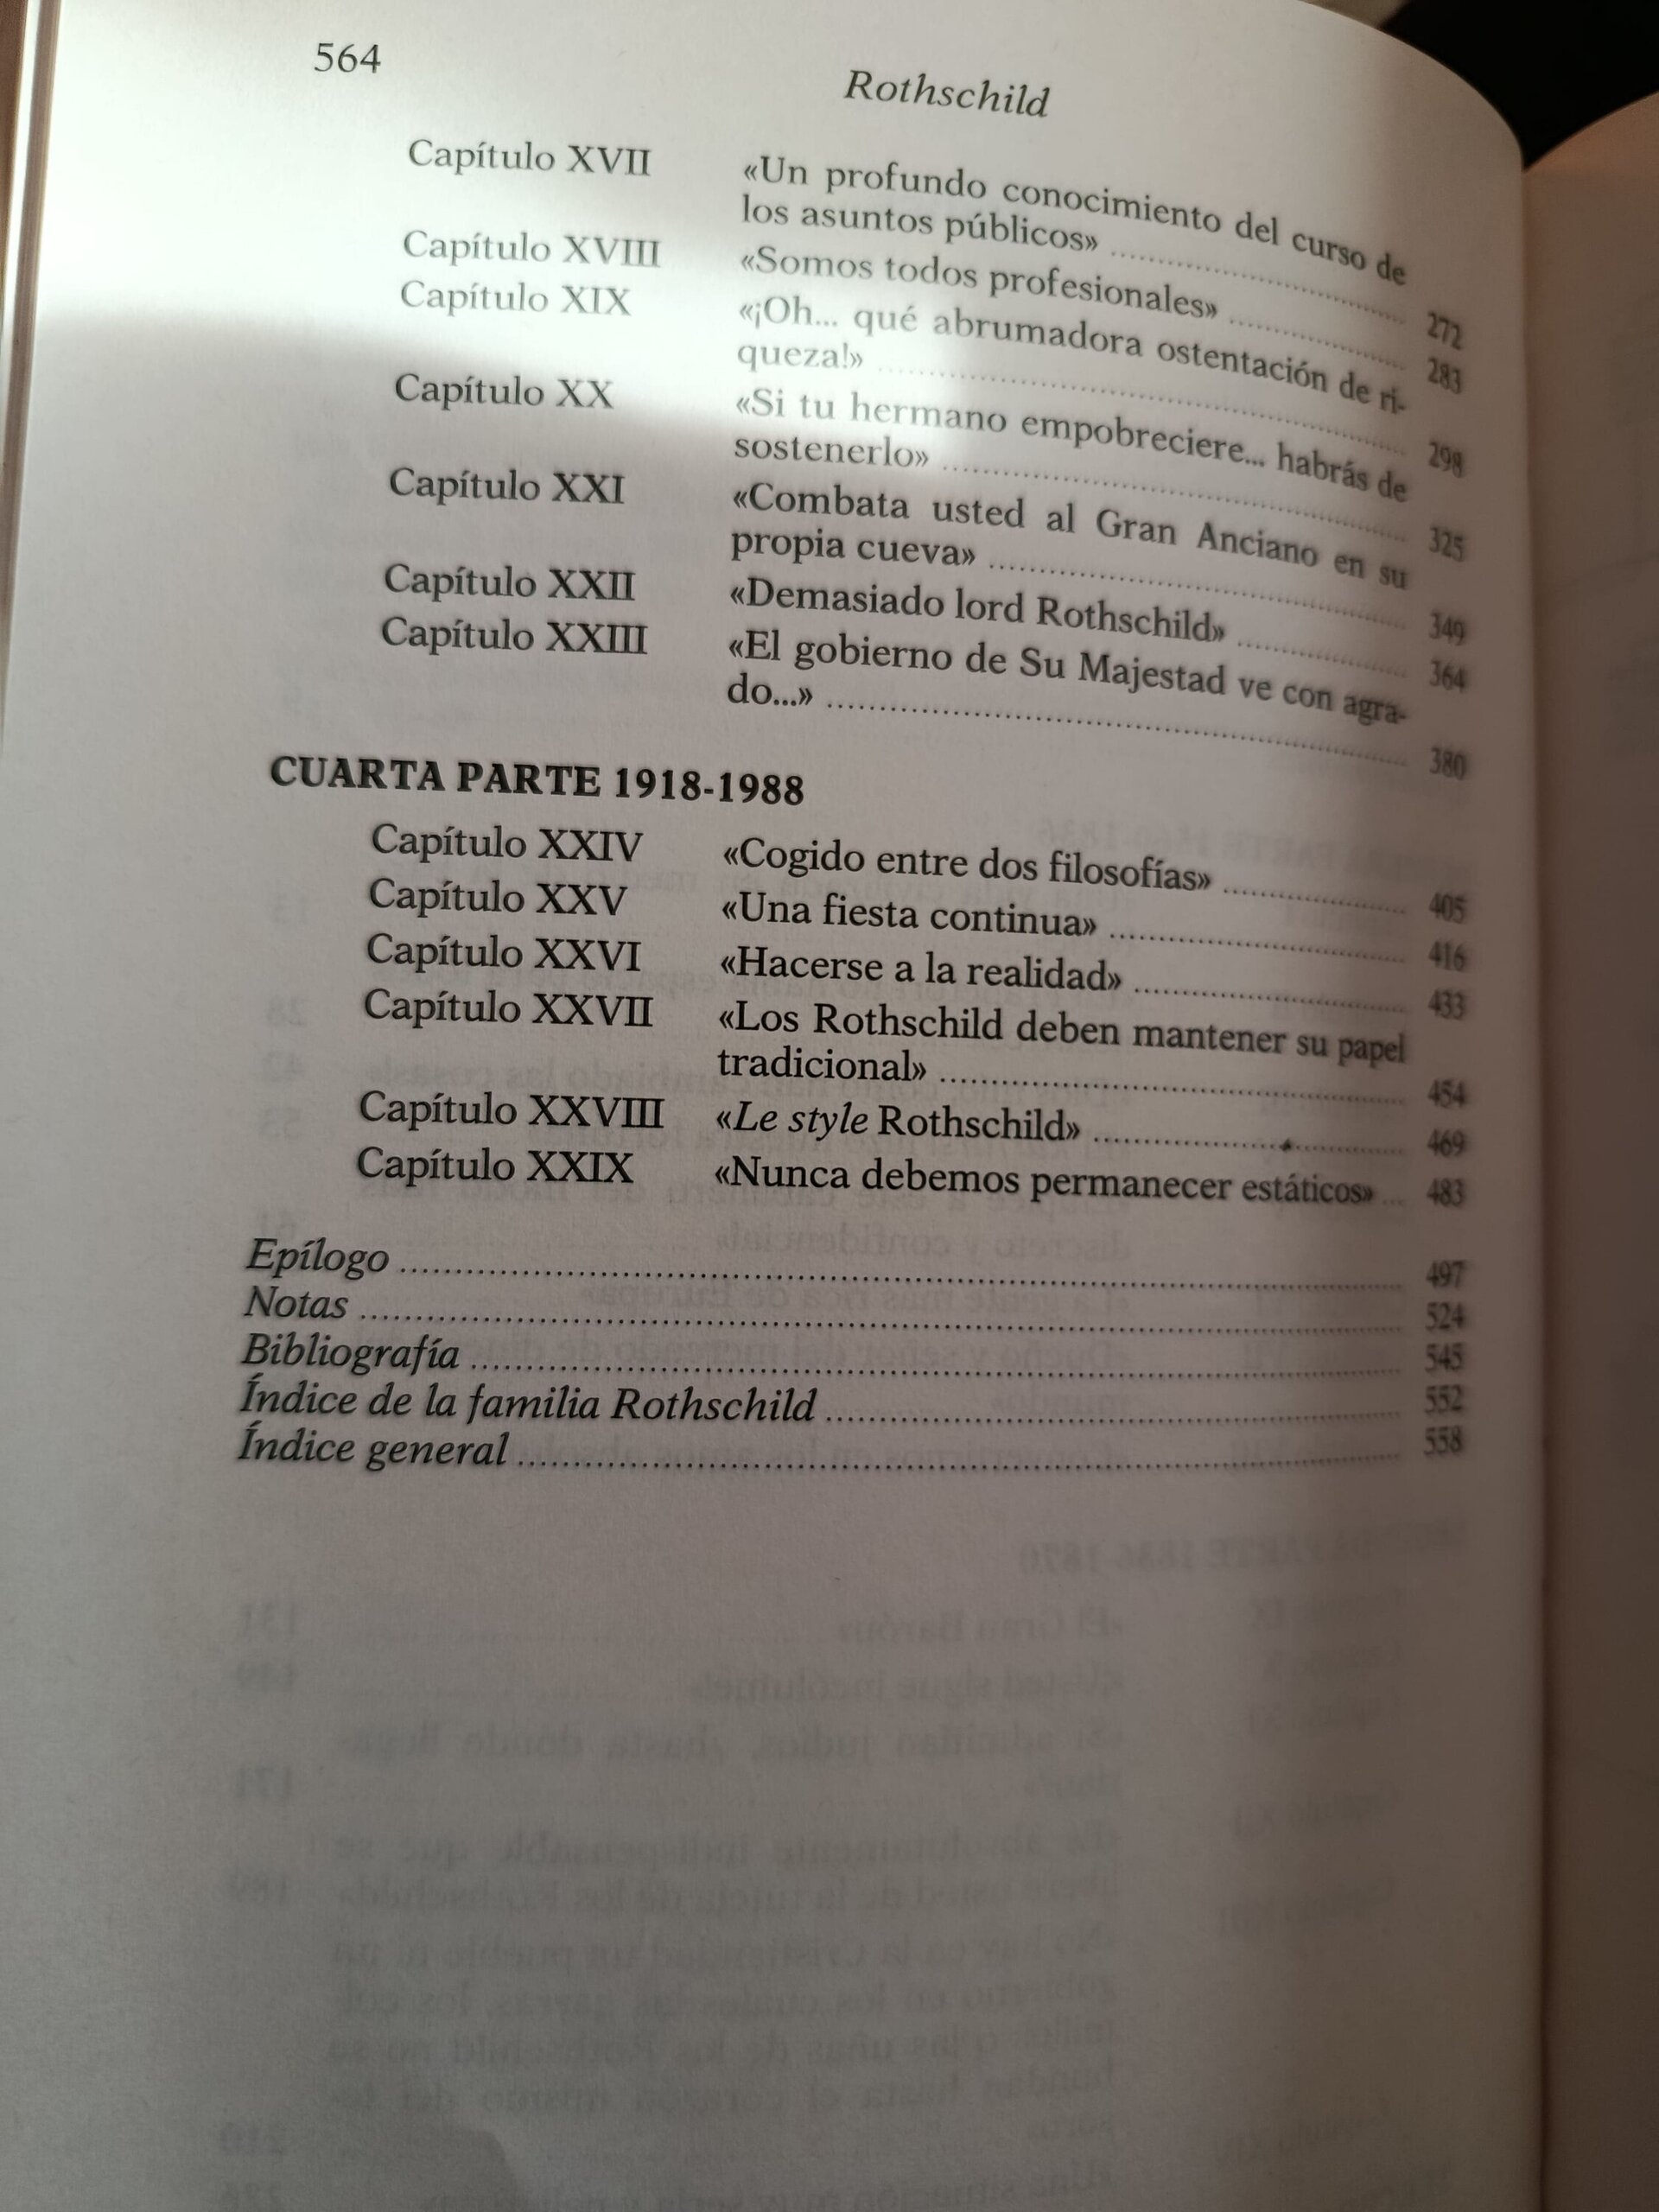 564
Rothschild
Capítulo XVII «Un profundo conocimiento del curso de
los asuntos públicos» ........ 272
Capítulo XVIII «Somos todos profesionales» ........ 283
Capítulo XIX «¡Oh... qué abrumadora ostentación de ri-
queza!» ........ 298
Capítulo XX «Si tu hermano empobreciere... habrás de
sostenerlo» ........ 325
Capítulo XXI «Combata usted al Gran Anciano en su
propia cueva» ........ 349
Capítulo XXII «Demasiado lord Rothschild» ........ 364
Capítulo XXIII «El gobierno de Su Majestad ve con agra-
do...» ........ 380
CUARTA PARTE 1918-1988
Capítulo XXIV «Cogido entre dos filosofías» ........ 405
Capítulo XXV «Una fiesta continua» ........ 416
Capítulo XXVI «Hacerse a la realidad» ........ 433
Capítulo XXVII «Los Rothschild deben mantener su papel
tradicional» ........ 454
Capítulo XXVIII «Le style Rothschild» ........ 469
Capítulo XXIX «Nunca debemos permanecer estáticos» ... 483
Epílogo ........ 497
Notas ........ 524
Bibliografía ........ 545
Índice de la familia Rothschild ........ 552
Índice general ........ 558